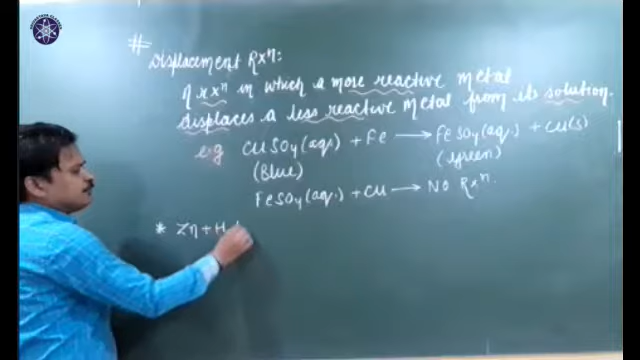 # Displacement Rxⁿ:
A rxⁿ in which a more reactive metal
displaces a less reactive metal from its solution.
e.g CuSO₄(aq.) + Fe ⟶ FeSO₄(aq.) + Cu(s)
(Blue) (Green)
FeSO₄(aq.) + Cu ⟶ No Rxⁿ.
* Zn + H